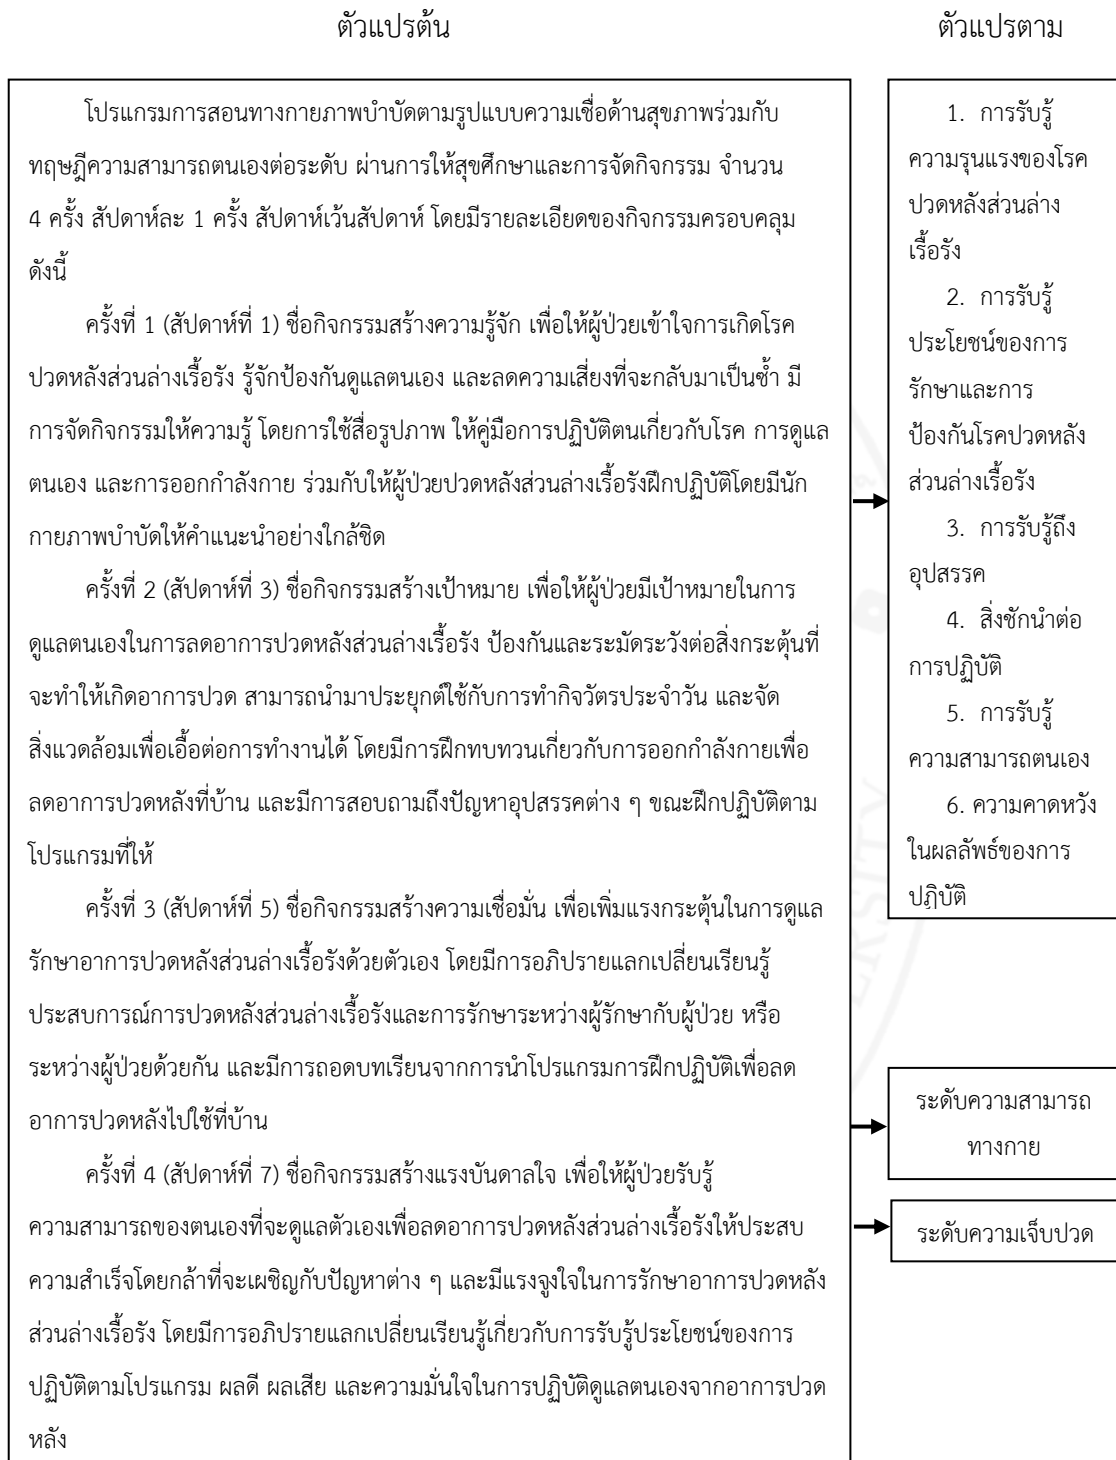 ตัวแปรต้น
ตัวแปรตาม
โปรแกรมการสอนทางกายภาพบำบัดตามรูปแบบความเชื่อด้านสุขภาพร่วมกับ
ทฤษฎีความสามารถตนเองต่อระดับ ผ่านการให้สุขศึกษาและการจัดกิจกรรม จำนวน
4 ครั้ง สัปดาห์ละ 1 ครั้ง สัปดาห์เว้นสัปดาห์ โดยมีรายละเอียดของกิจกรรมครอบคลุม
ดังนี้
ครั้งที่ 1 (สัปดาห์ที่ 1) ชื่อกิจกรรมสร้างความรู้จัก เพื่อให้ผู้ป่วยเข้าใจการเกิดโรค
ปวดหลังส่วนล่างเรื้อรัง รู้จักป้องกันดูแลตนเอง และลดความเสี่ยงที่จะกลับมาเป็นซ้ำ มี
การจัดกิจกรรมให้ความรู้ โดยการใช้สื่อรูปภาพ ให้คู่มือการปฏิบัติตนเกี่ยวกับโรค การดูแล
ตนเอง และการออกกำลังกาย ร่วมกับให้ผู้ป่วยปวดหลังส่วนล่างเรื้อรังฝึกปฏิบัติโดยมีนัก
กายภาพบำบัดให้คำแนะนำอย่างใกล้ชิด
ครั้งที่ 2 (สัปดาห์ที่ 3) ชื่อกิจกรรมสร้างเป้าหมาย เพื่อให้ผู้ป่วยมีเป้าหมายในการ
ดูแลตนเองในการลดอาการปวดหลังส่วนล่างเรื้อรัง ป้องกันและระมัดระวังต่อสิ่งกระตุ้นที่
จะทำให้เกิดอาการปวด สามารถนำมาประยุกต์ใช้กับการทำกิจวัตรประจำวัน และจัด
สิ่งแวดล้อมเพื่อเอื้อต่อการทำงานได้ โดยมีการฝึกทบทวนเกี่ยวกับการออกกำลังกายเพื่อ
ลดอาการปวดหลังที่บ้าน และมีการสอบถามถึงปัญหาอุปสรรคต่าง ๆ ขณะฝึกปฏิบัติตาม
โปรแกรมที่ให้
ครั้งที่ 3 (สัปดาห์ที่ 5) ชื่อกิจกรรมสร้างความเชื่อมั่น เพื่อเพิ่มแรงกระตุ้นในการดูแล
รักษาอาการปวดหลังส่วนล่างเรื้อรังด้วยตัวเอง โดยมีการอภิปรายแลกเปลี่ยนเรียนรู้
ประสบการณ์การปวดหลังส่วนล่างเรื้อรังและการรักษาระหว่างผู้รักษากับผู้ป่วย หรือ
ระหว่างผู้ป่วยด้วยกัน และมีการถอดบทเรียนจากการนำโปรแกรมการฝึกปฏิบัติเพื่อลด
อาการปวดหลังไปใช้ที่บ้าน
ครั้งที่ 4 (สัปดาห์ที่ 7) ชื่อกิจกรรมสร้างแรงบันดาลใจ เพื่อให้ผู้ป่วยรับรู้
ความสามารถของตนเองที่จะดูแลตัวเองเพื่อลดอาการปวดหลังส่วนล่างเรื้อรังให้ประสบ
ความสำเร็จโดยกล้าที่จะเผชิญกับปัญหาต่าง ๆ และมีแรงจูงใจในการรักษาอาการปวดหลัง
ส่วนล่างเรื้อรัง โดยมีการอภิปรายแลกเปลี่ยนเรียนรู้เกี่ยวกับการรับรู้ประโยชน์ของการ
ปฏิบัติตามโปรแกรม ผลดี ผลเสีย และความมั่นใจในการปฏิบัติดูแลตนเองจากอาการปวด
หลัง
1. การรับรู้
ความรุนแรงของโรค
ปวดหลังส่วนล่าง
เรื้อรัง
2. การรับรู้
ประโยชน์ของการ
รักษาและการ
ป้องกันโรคปวดหลัง
ส่วนล่างเรื้อรัง
3. การรับรู้ถึง
อุปสรรค
4. สิ่งชักนำต่อ
การปฏิบัติ
5. การรับรู้
ความสามารถตนเอง
6. ความคาดหวัง
ในผลลัพธ์ของการ
ปฏิบัติ
ระดับความสามารถ
ทางกาย
ระดับความเจ็บปวด